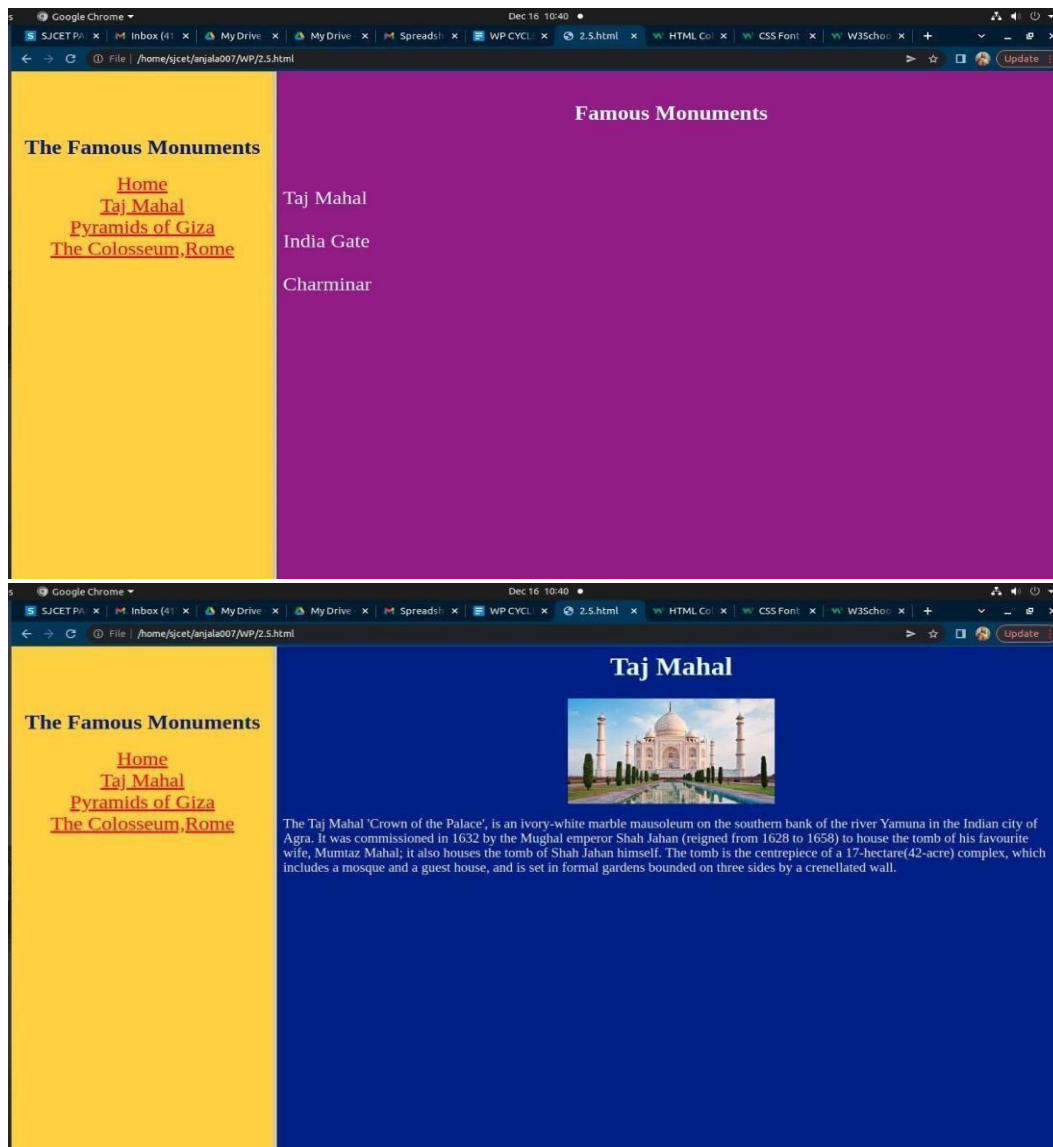 s Google Chrome Dec 16 10:40
SJCET PA Inbox (41 My Drive My Drive Spreadsh WP CYCL 2.5.html HTML Col CSS Font W3Schoo
File /home/sjcet/anjala007/WP/2.5.html Update
The Famous Monuments
Home
Taj Mahal
Pyramids of Giza
The Colosseum,Rome
Famous Monuments
Taj Mahal
India Gate
Charminar
s Google Chrome Dec 16 10:40
SJCET PA Inbox (41 My Drive My Drive Spreadsh WP CYCL 2.5.html HTML Col CSS Font W3Schoo
File /home/sjcet/anjala007/WP/2.5.html Update
The Famous Monuments
Home
Taj Mahal
Pyramids of Giza
The Colosseum,Rome
Taj Mahal
The Taj Mahal 'Crown of the Palace', is an ivory-white marble mausoleum on the southern bank of the river Yamuna in the Indian city of
Agra. It was commissioned in 1632 by the Mughal emperor Shah Jahan (reigned from 1628 to 1658) to house the tomb of his favourite
wife, Mumtaz Mahal; it also houses the tomb of Shah Jahan himself. The tomb is the centrepiece of a 17-hectare(42-acre) complex, which
includes a mosque and a guest house, and is set in formal gardens bounded on three sides by a crenellated wall.